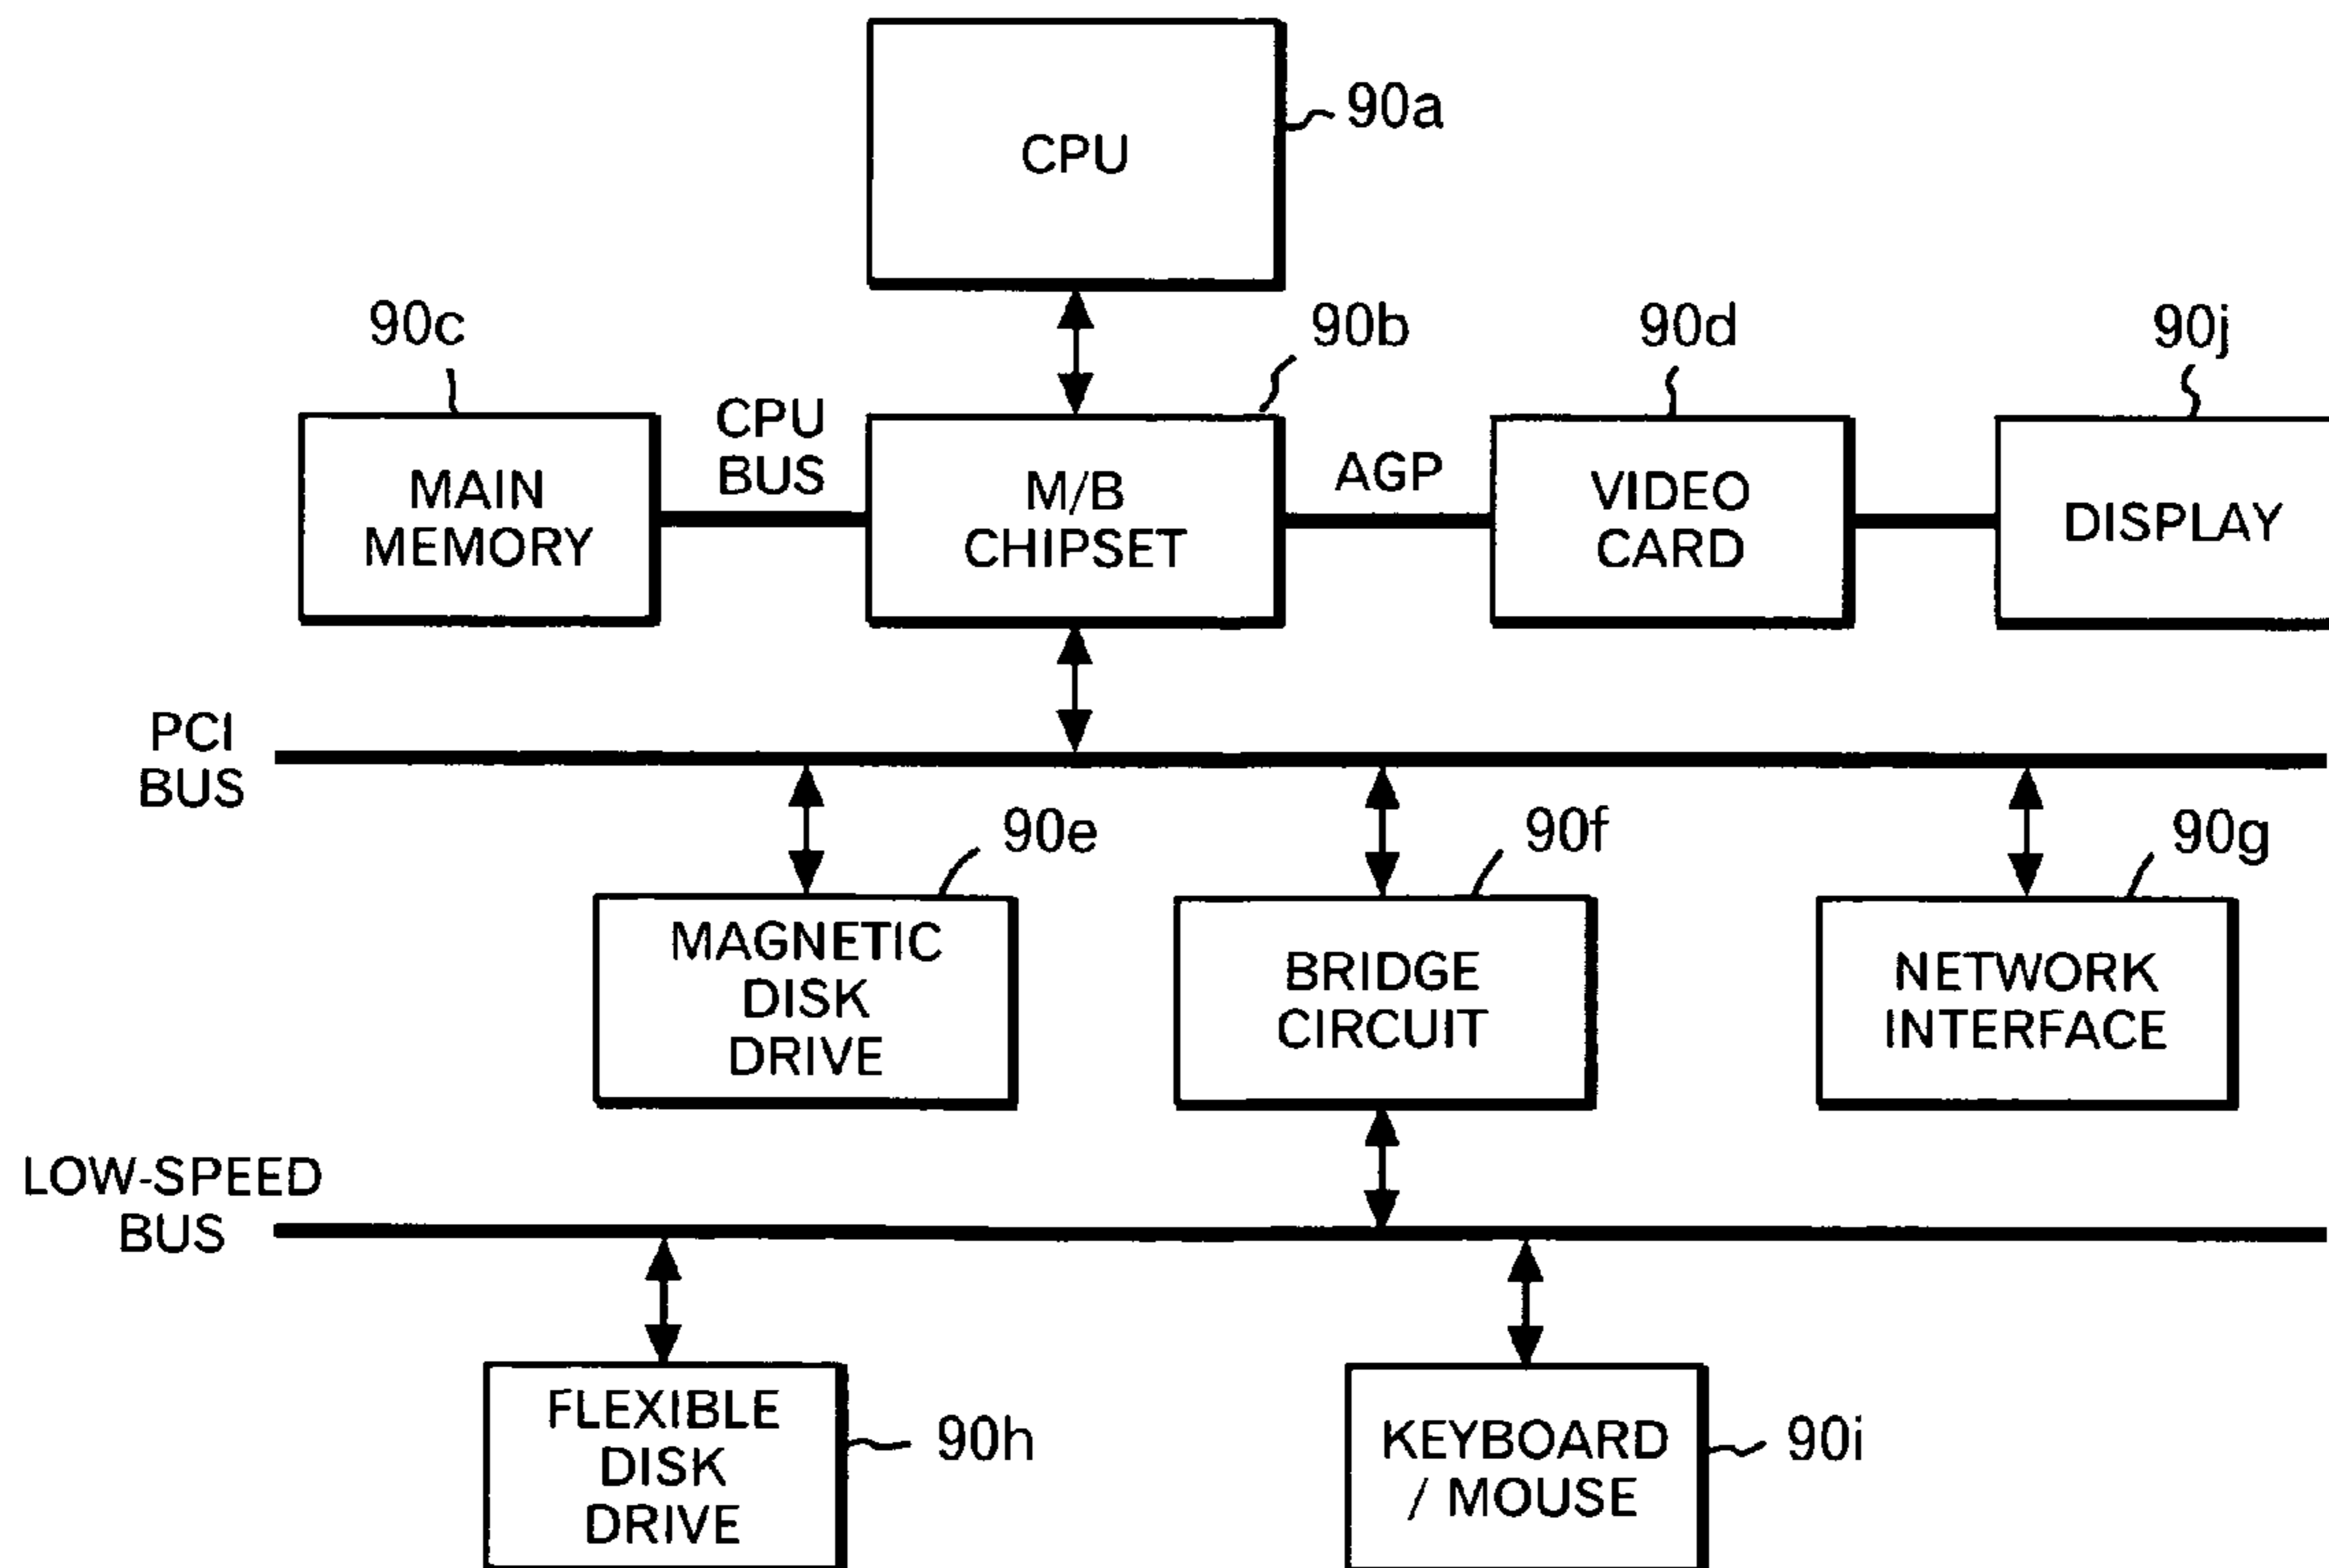 CPU
90a
90c
90b
90d
90j
CPU
BUS
MAIN
MEMORY
M/B
CHIPSET
AGP
VIDEO
CARD
DISPLAY
PCI
BUS
90e
90f
90g
MAGNETIC
DISK
DRIVE
BRIDGE
CIRCUIT
NETWORK
INTERFACE
LOW-SPEED
BUS
FLEXIBLE
DISK
DRIVE
90h
KEYBOARD
/ MOUSE
90i